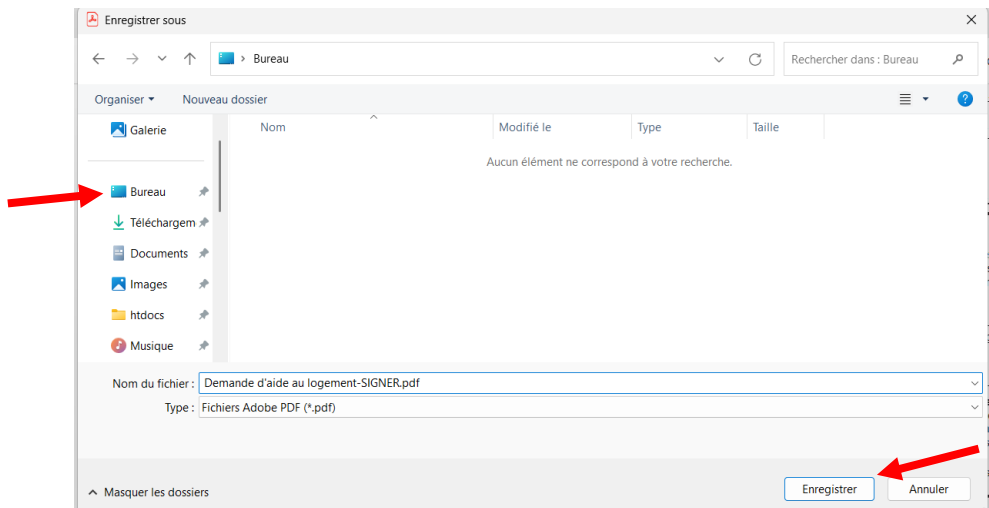 Enregistrer sous
Bureau
Rechercher dans : Bureau
Organiser
Nouveau dossier
Galerie
Nom
Modifié le
Type
Taille
Aucun élément ne correspond à votre recherche.
Bureau
Téléchargem
Documents
Images
htdocs
Musique
Nom du fichier : Demande d'aide au logement-SIGNER.pdf
Type : Fichiers Adobe PDF (*.pdf)
Masquer les dossiers
Enregistrer
Annuler